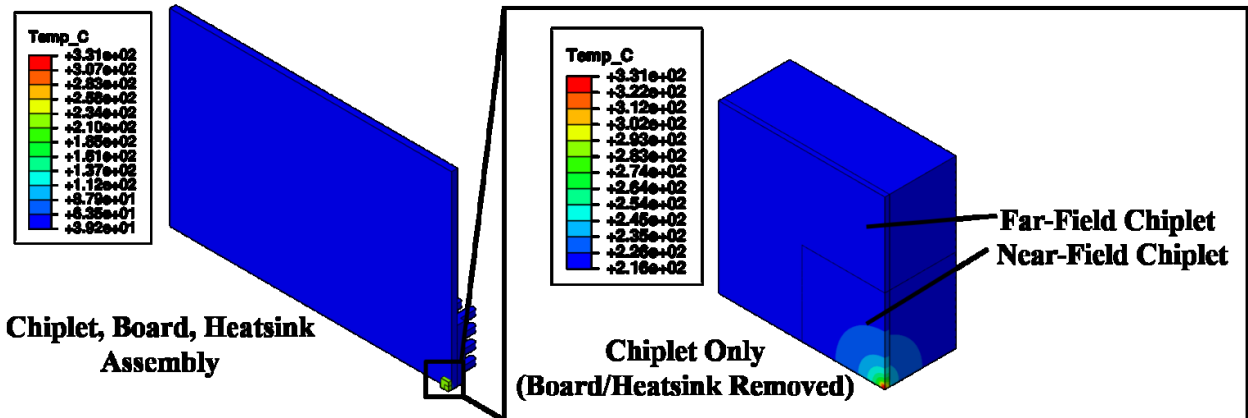 Temp_C
+3.31e+02
+3.07e+02
+2.83e+02
+2.58e+02
+2.34e+02
+2.10e+02
+1.85e+02
+1.61e+02
+1.37e+02
+1.12e+02
+8.79e+01
+6.35e+01
+3.92e+01
Chiplet, Board, Heatsink
Assembly
Temp_C
+3.31e+02
+3.22e+02
+3.12e+02
+3.02e+02
+2.93e+02
+2.83e+02
+2.74e+02
+2.64e+02
+2.54e+02
+2.45e+02
+2.35e+02
+2.26e+02
+2.16e+02
Far-Field Chiplet
Near-Field Chiplet
Chiplet Only
(Board/Heatsink Removed)